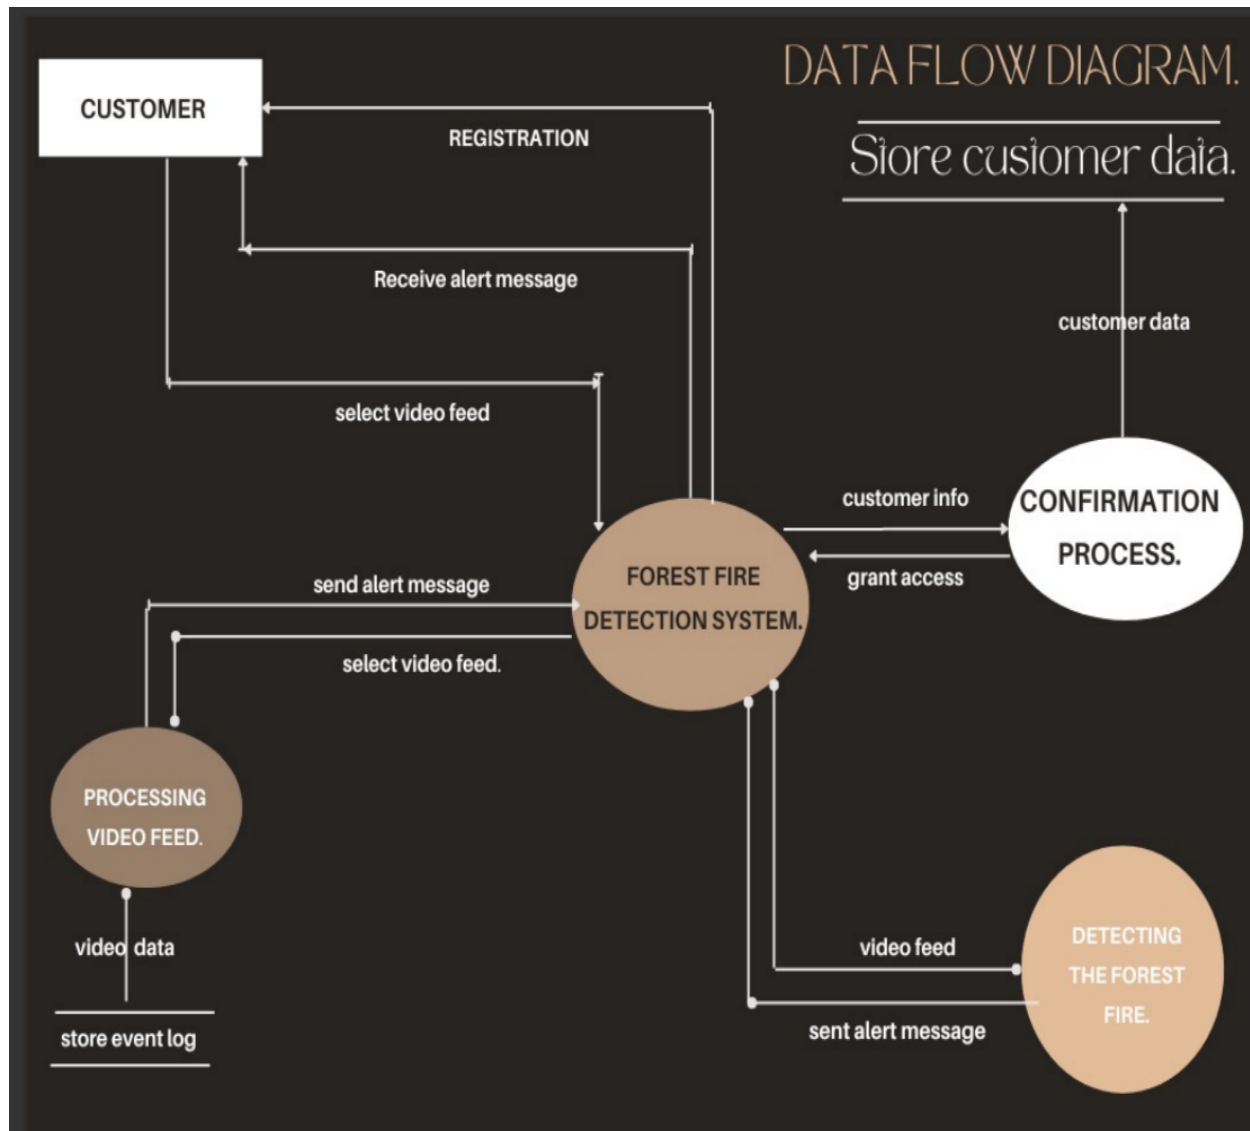 DATA FLOW DIAGRAM.
CUSTOMER
REGISTRATION
Store customer data.
Receive alert message
customer data
select video feed
customer info
CONFIRMATION
PROCESS.
grant access
FOREST FIRE
DETECTION SYSTEM.
send alert message
select video feed.
PROCESSING
VIDEO FEED.
video data
store event log
video feed
sent alert message
DETECTING
THE FOREST
FIRE.